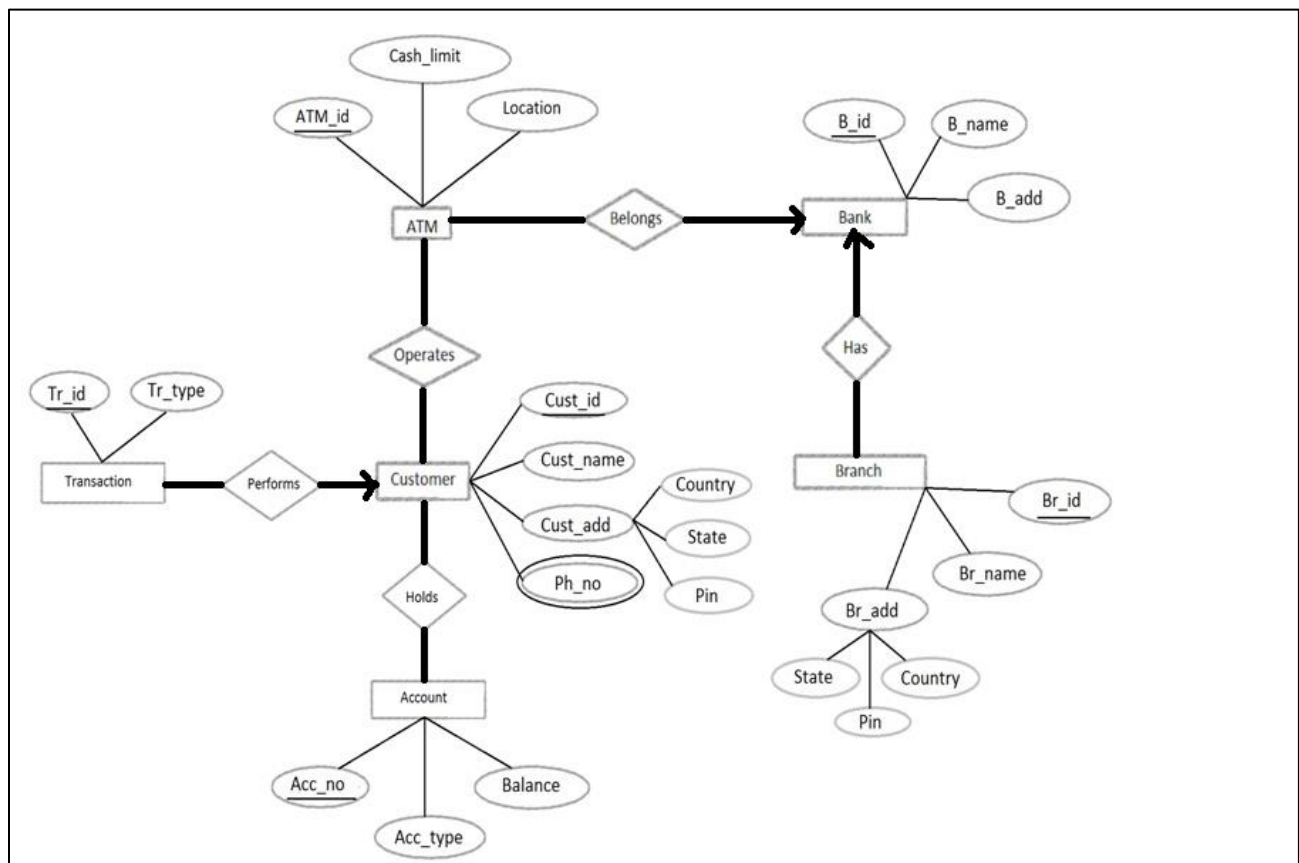 Cash_limit
ATM_id
Location
B_id
B_name
B_add
ATM
Belongs
Bank
Operates
Has
Tr_id
Tr_type
Cust_id
Cust_name
Transaction
Performs
Customer
Country
Branch
Cust_add
State
Br_id
Ph_no
Pin
Br_name
Holds
Br_add
State
Country
Account
Pin
Acc_no
Balance
Acc_type